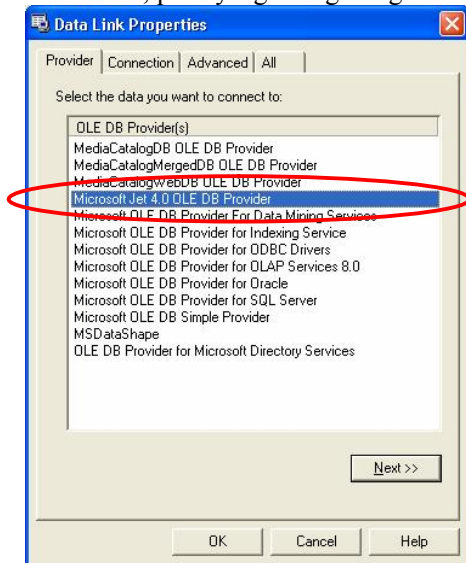 Data Link Properties
Provider Connection Advanced All
Select the data you want to connect to:
OLE DB Provider(s)
MediaCatalogDB OLE DB Provider
MediaCatalogMergedDB OLE DB Provider
MediaCatalogWebDB OLE DB Provider
Microsoft Jet 4.0 OLE DB Provider
Microsoft OLE DB Provider For Data Mining Services
Microsoft OLE DB Provider for Indexing Service
Microsoft OLE DB Provider for ODBC Drivers
Microsoft OLE DB Provider for OLAP Services 8.0
Microsoft OLE DB Provider for Oracle
Microsoft OLE DB Provider for SQL Server
Microsoft OLE DB Simple Provider
MSDataShape
OLE DB Provider for Microsoft Directory Services
Next >>
OK Cancel Help